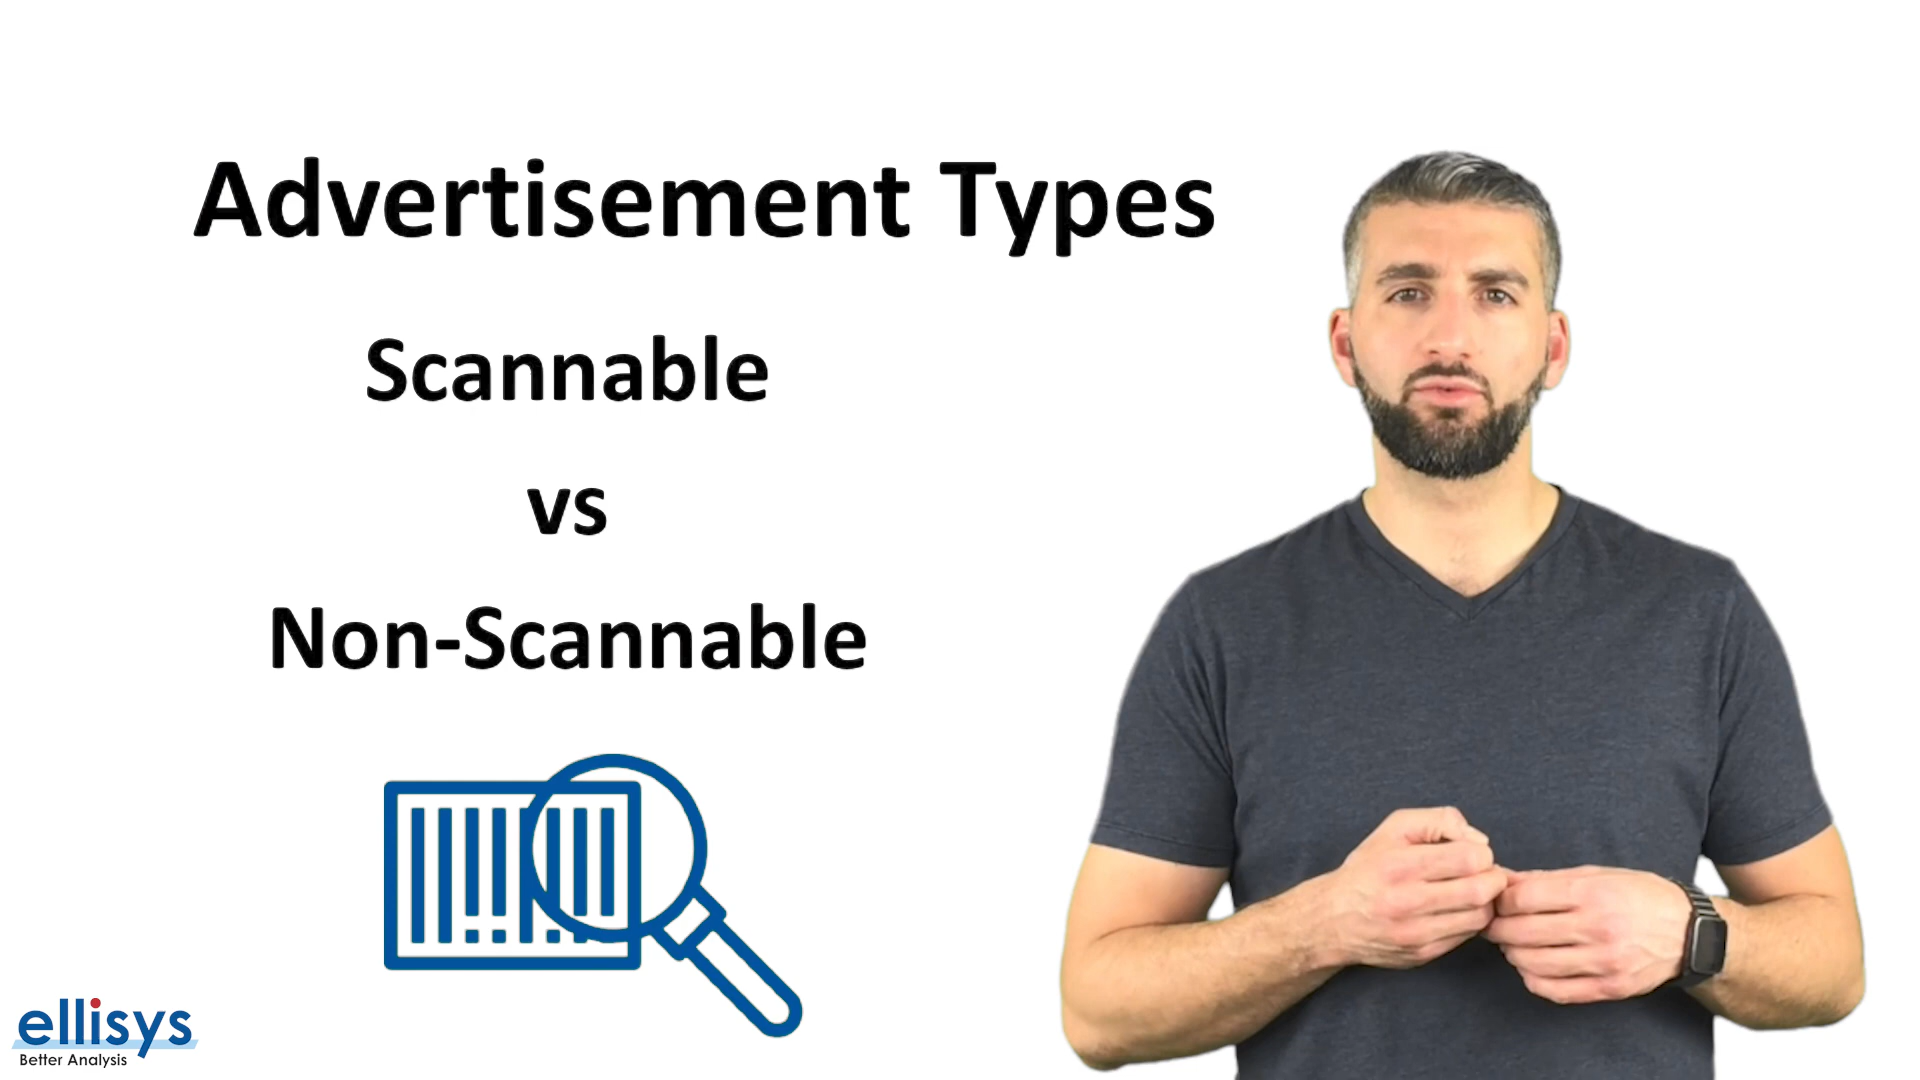 Advertisement Types
Scannable
vs
Non-Scannable
ellisys
Better Analysis